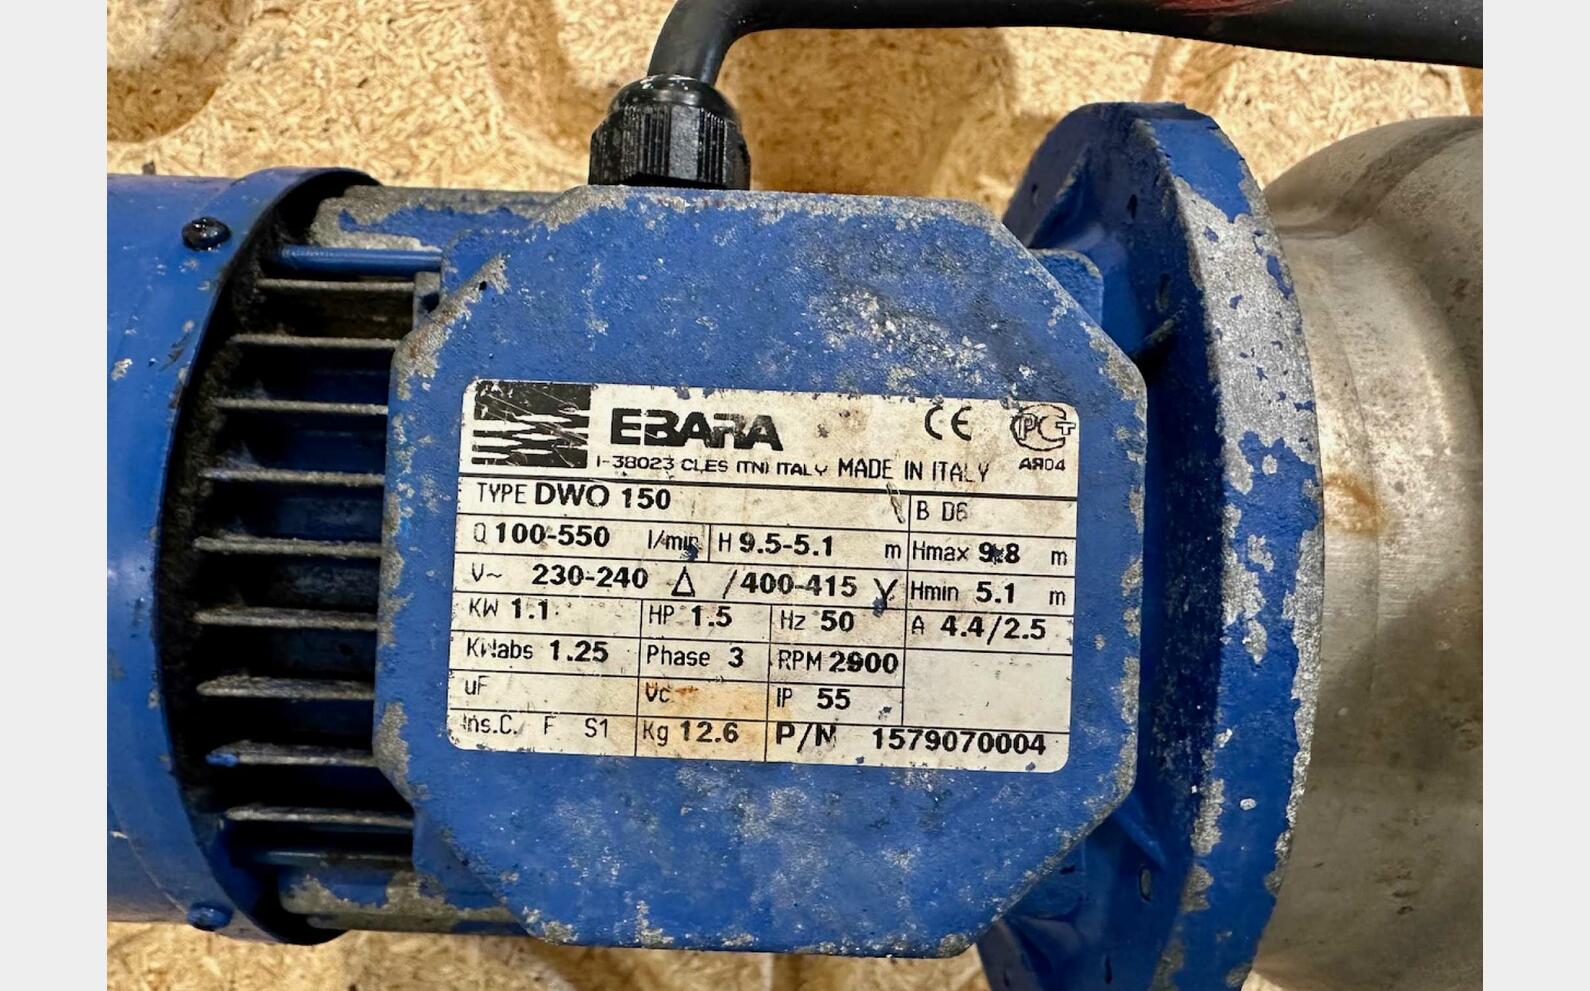 EBARA
CE
PCT
АЯ04
I-38023 CLES (TN) ITALY MADE IN ITALY
TYPE DWO 150
B D6
Q 100-550 l/min H 9.5-5.1 m Hmax 9.8 m
V~ 230-240 Δ /400-415 Y Hmin 5.1 m
KW 1.1 HP 1.5 Hz 50 A 4.4/2.5
KWabs 1.25 Phase 3 RPM 2900
uF Vc IP 55
Ins.C. F S1 Kg 12.6 P/N 1579070004